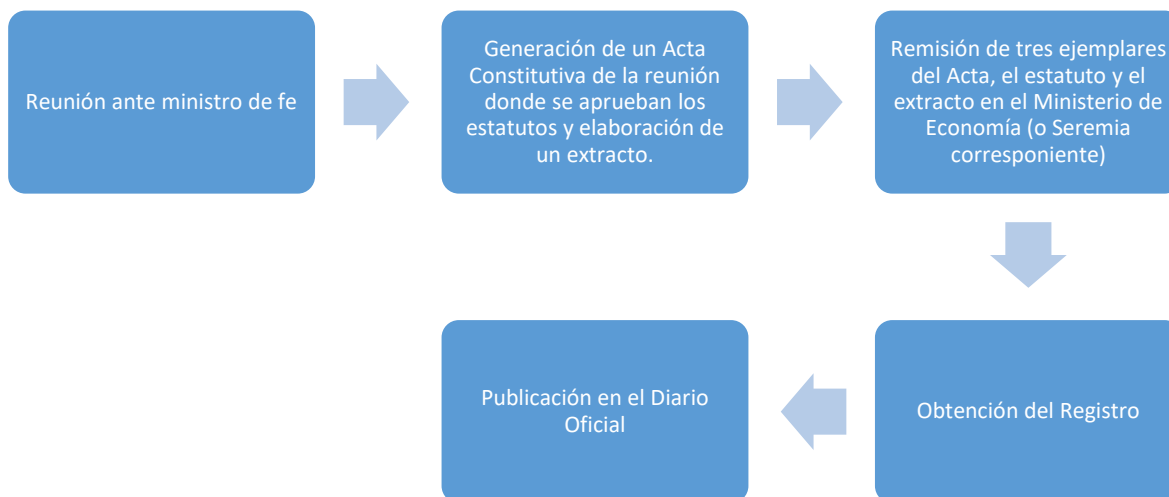 Reunión ante ministro de fe
Generación de un Acta
Constitutiva de la reunión
donde se aprueban los
estatutos y elaboración de
un extracto.
Remisión de tres ejemplares
del Acta, el estatuto y el
extracto en el Ministerio de
Economía (o Seremia
corresponiente)
Obtención del Registro
Publicación en el Diario
Oficial